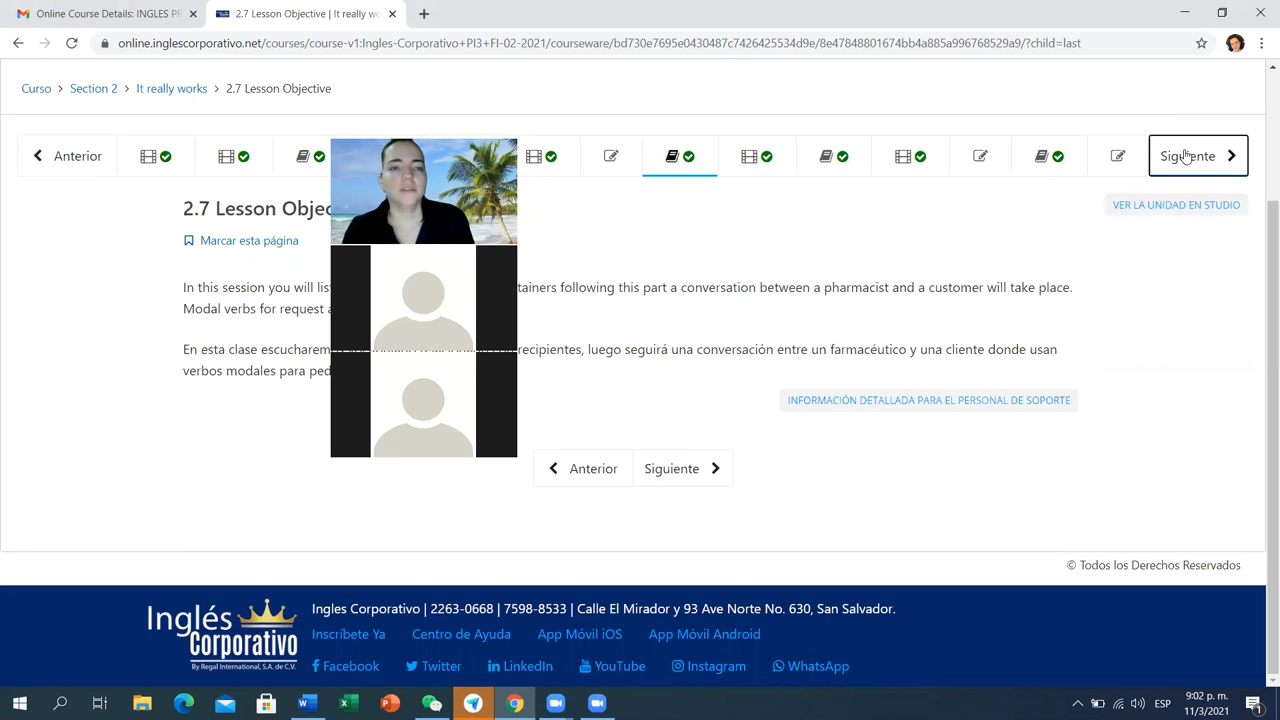 Online Course Details: INGLES PR
2.7 Lesson Objective | It really wo
online.inglescorporativo.net/courses/course-v1:Ingles-Corporativo+PI3+FI-02-2021/courseware/bd730e7695e0430487c7426425534d9e/8e47848801674bb4a885a996768529a9/?child=last
Curso > Section 2 > It really works > 2.7 Lesson Objective
Anterior
Siguiente
2.7 Lesson Objec
VER LA UNIDAD EN STUDIO
Marcar esta página
In this session you will lis tainers following this part a conversation between a pharmacist and a customer will take place.
Modal verbs for request a
En esta clase escucharem recipientes, luego seguirá una conversación entre un farmacéutico y una cliente donde usan
verbos modales para ped
INFORMACIÓN DETALLADA PARA EL PERSONAL DE SOPORTE
Anterior Siguiente
© Todos los Derechos Reservados
Inglés Corporativo
By Regal International, S.A. de C.V.
Ingles Corporativo | 2263-0668 | 7598-8533 | Calle El Mirador y 93 Ave Norte No. 630, San Salvador.
Inscríbete Ya Centro de Ayuda App Móvil iOS App Móvil Android
Facebook Twitter LinkedIn YouTube Instagram WhatsApp
ESP
9:02 p. m.
11/3/2021